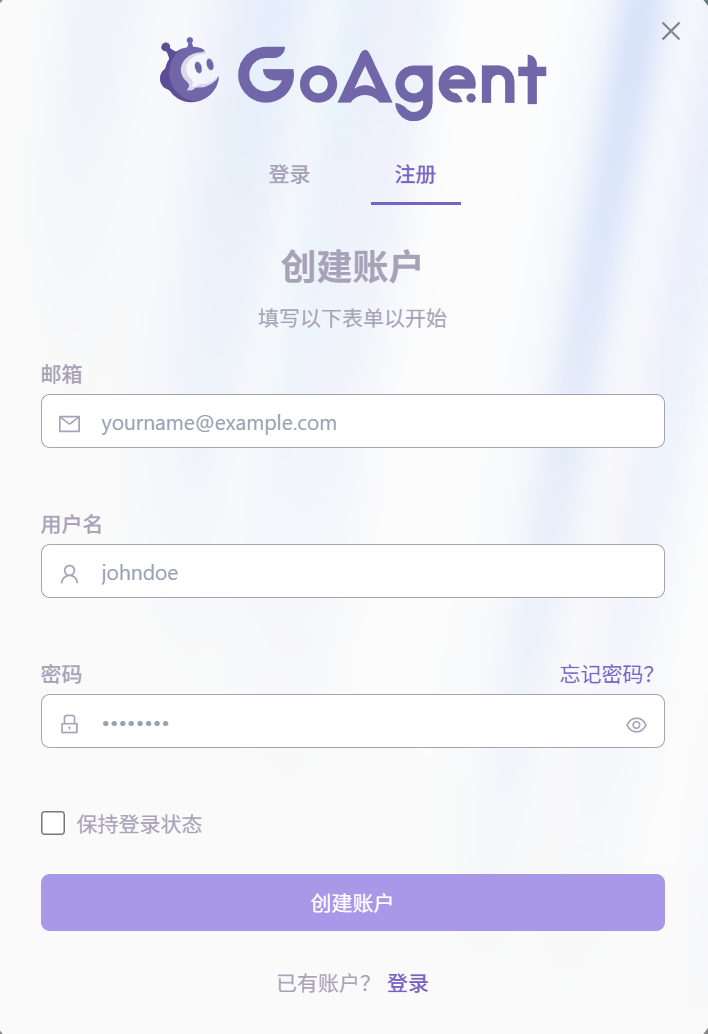 GoAgent
登录 注册
创建账户
填写以下表单以开始
邮箱
yourname@example.com
用户名
johndoe
密码 忘记密码？
••••••••
保持登录状态
创建账户
已有账户？ 登录